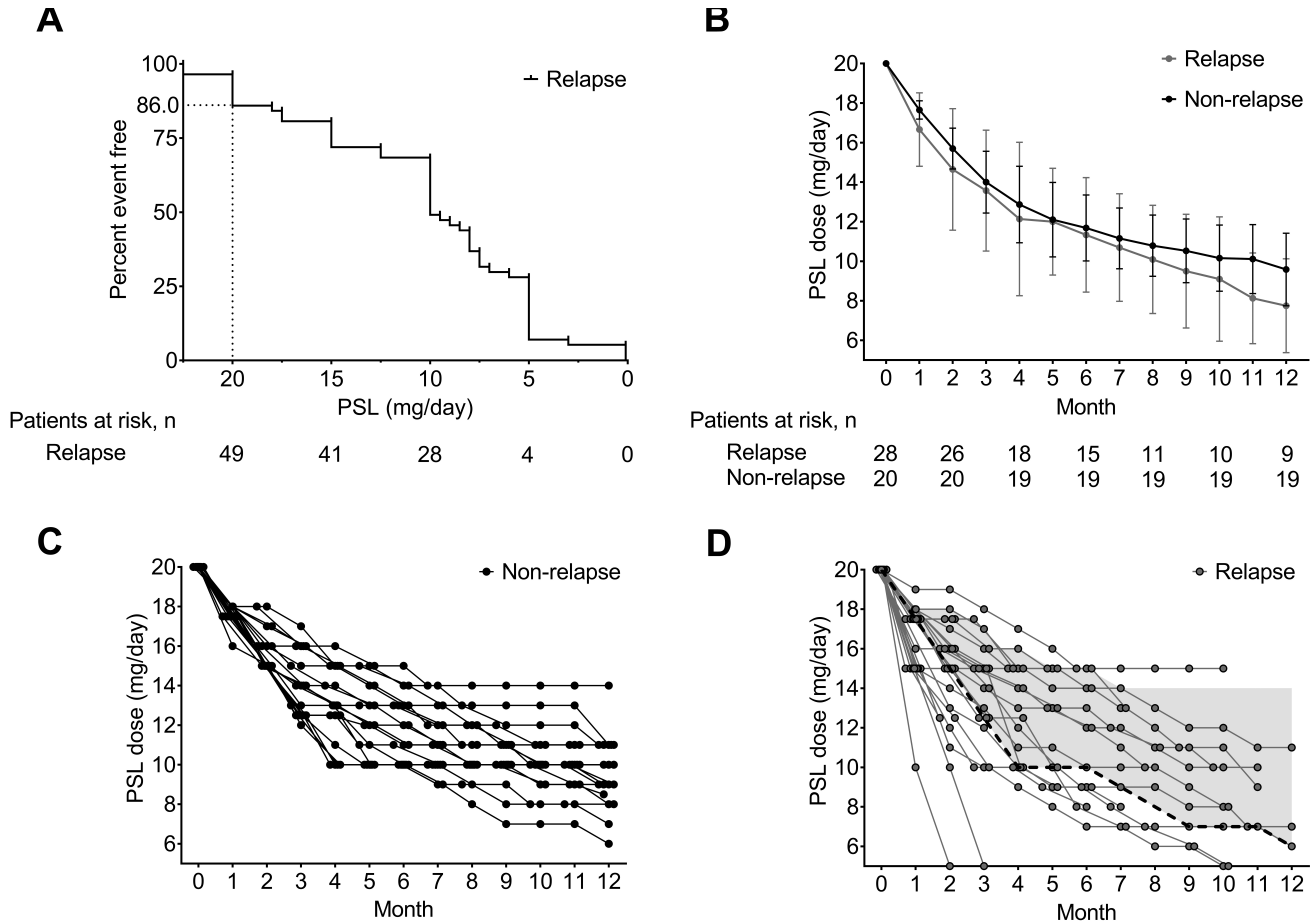 A
Relapse
Percent event free
100
86.0
75
50
25
0
20 15 10 5 0
PSL (mg/day)
Patients at risk, n
Relapse 49 41 28 4 0
B
Relapse
Non-relapse
PSL dose (mg/day)
20
18
16
14
12
10
8
6
0 1 2 3 4 5 6 7 8 9 10 11 12
Month
Patients at risk, n
Relapse 28 26 18 15 11 10 9
Non-relapse 20 20 19 19 19 19 19
C
Non-relapse
PSL dose (mg/day)
20
18
16
14
12
10
8
6
0 1 2 3 4 5 6 7 8 9 10 11 12
Month
D
Relapse
PSL dose (mg/day)
20
18
16
14
12
10
8
6
0 1 2 3 4 5 6 7 8 9 10 11 12
Month